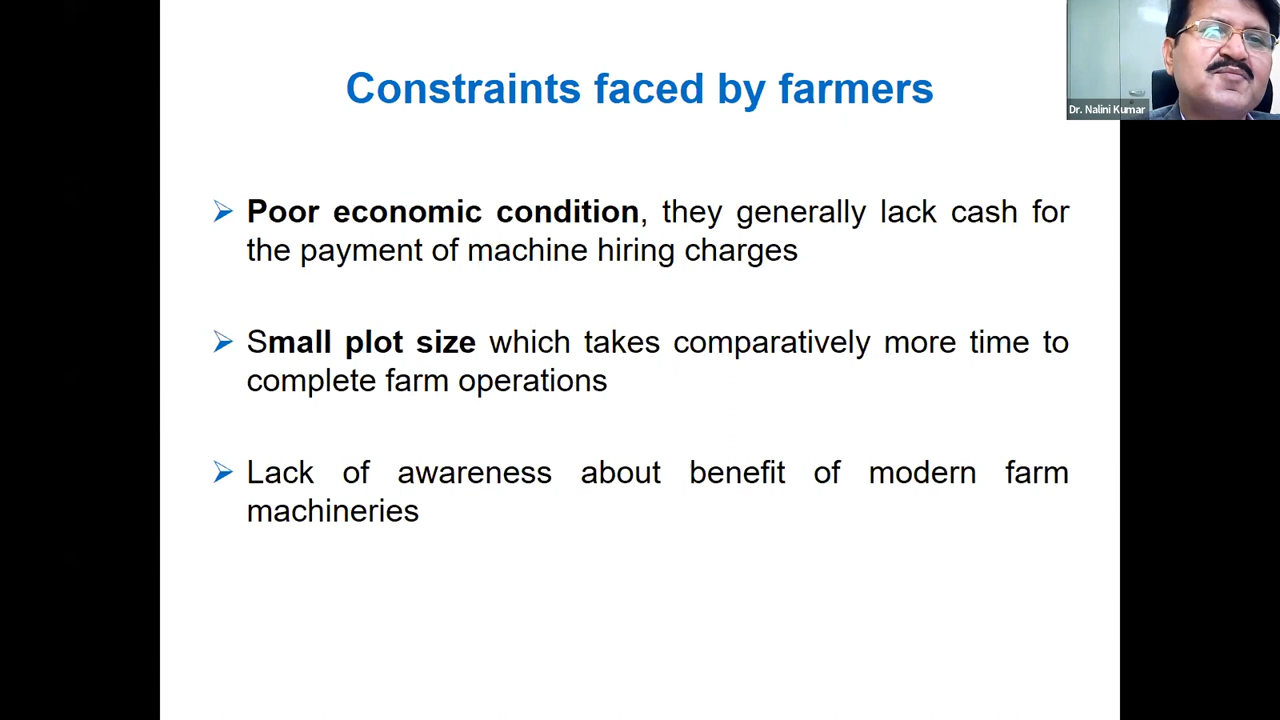 Constraints faced by farmers
Dr. Nalini Kumar
Poor economic condition, they generally lack cash for
the payment of machine hiring charges
Small plot size which takes comparatively more time to
complete farm operations
Lack of awareness about benefit of modern farm
machineries